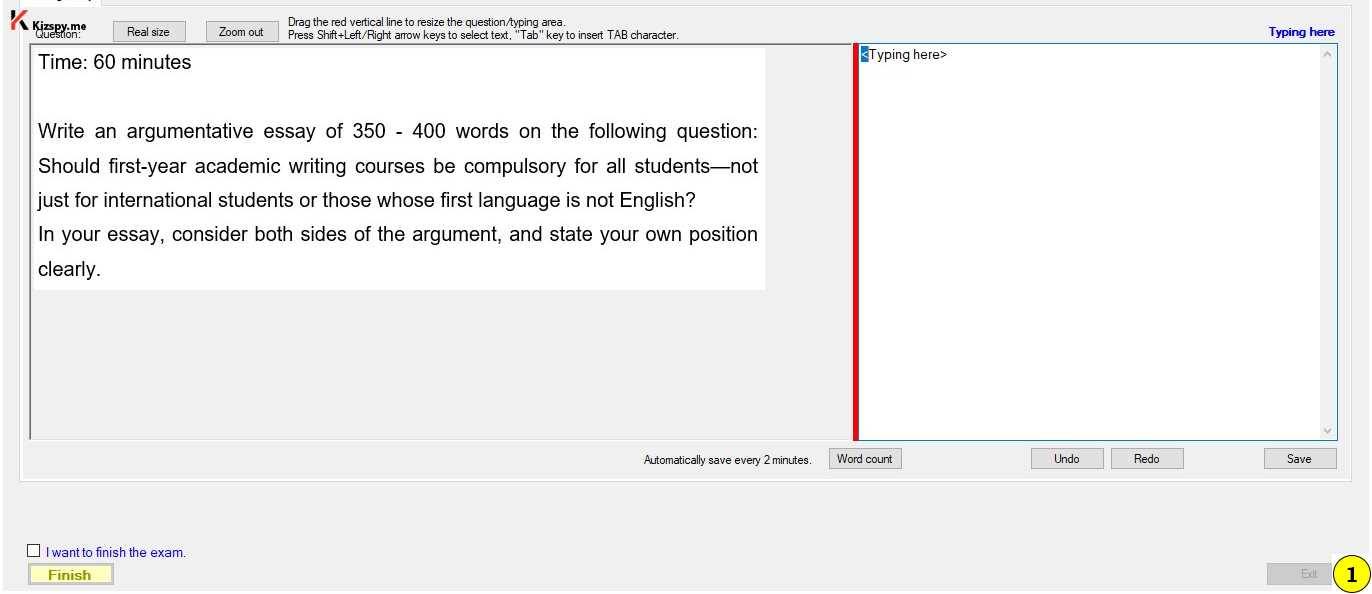 Kizspy.me
Question:
Real size
Zoom out
Drag the red vertical line to resize the question/typing area.
Press Shift+Left/Right arrow keys to select text, "Tab" key to insert TAB character.
Typing here
Time: 60 minutes
<Typing here>
Write an argumentative essay of 350 - 400 words on the following question:
Should first-year academic writing courses be compulsory for all students—not
just for international students or those whose first language is not English?
In your essay, consider both sides of the argument, and state your own position
clearly.
Automatically save every 2 minutes.
Word count
Undo
Redo
Save
I want to finish the exam.
Finish
Exit
1